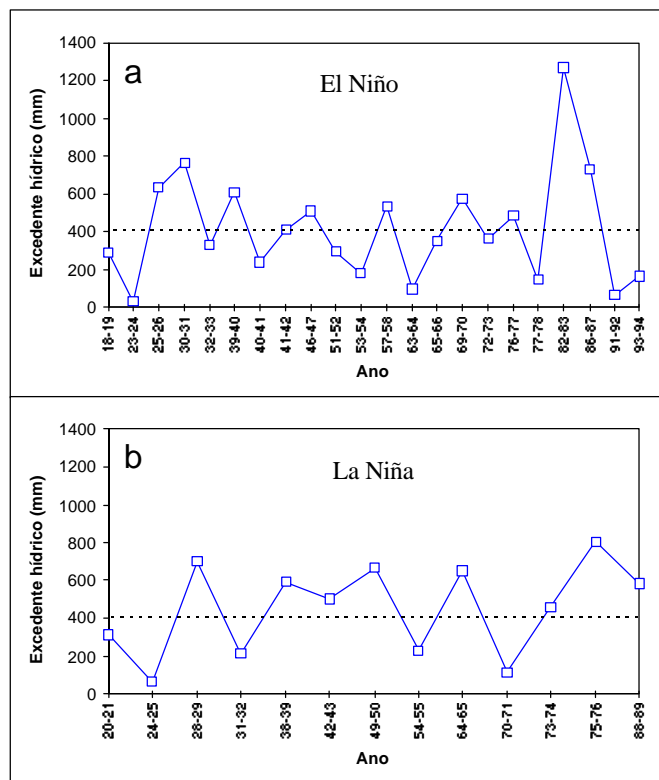 a
El Niño
Excedente hídrico (mm)
1400
1200
1000
800
600
400
200
0
18-19 23-24 25-26 30-31 32-33 39-40 40-41 41-42 46-47 51-52 53-54 57-58 63-64 65-66 69-70 72-73 76-77 77-78 82-83 86-87 91-92 93-94
Ano
b
La Niña
Excedente hídrico (mm)
1400
1200
1000
800
600
400
200
0
20-21 24-25 28-29 31-32 38-39 42-43 49-50 54-55 64-65 70-71 73-74 75-76 88-89
Ano